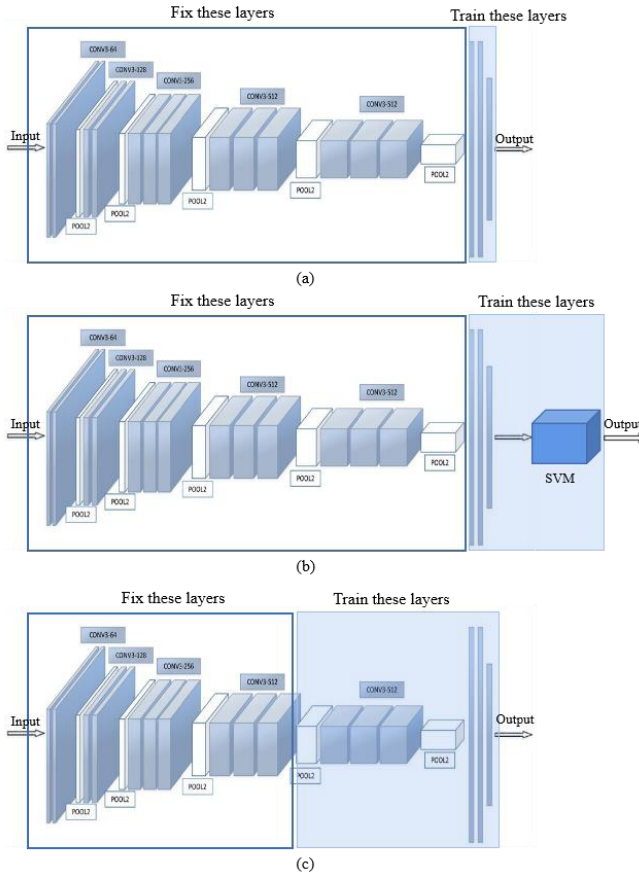 Fix these layers
Train these layers
CONV3-64
CONV3-128
CONV3-256
CONV3-512
CONV3-512
Input
Output
POOL2
POOL2
POOL2
POOL2
POOL2
(a)
Fix these layers
Train these layers
CONV3-64
CONV3-128
CONV3-256
CONV3-512
CONV3-512
Input
Output
POOL2
POOL2
POOL2
POOL2
POOL2
SVM
(b)
Fix these layers
Train these layers
CONV3-64
CONV3-128
CONV3-256
CONV3-512
CONV3-512
Input
Output
POOL2
POOL2
POOL2
POOL2
POOL2
(c)